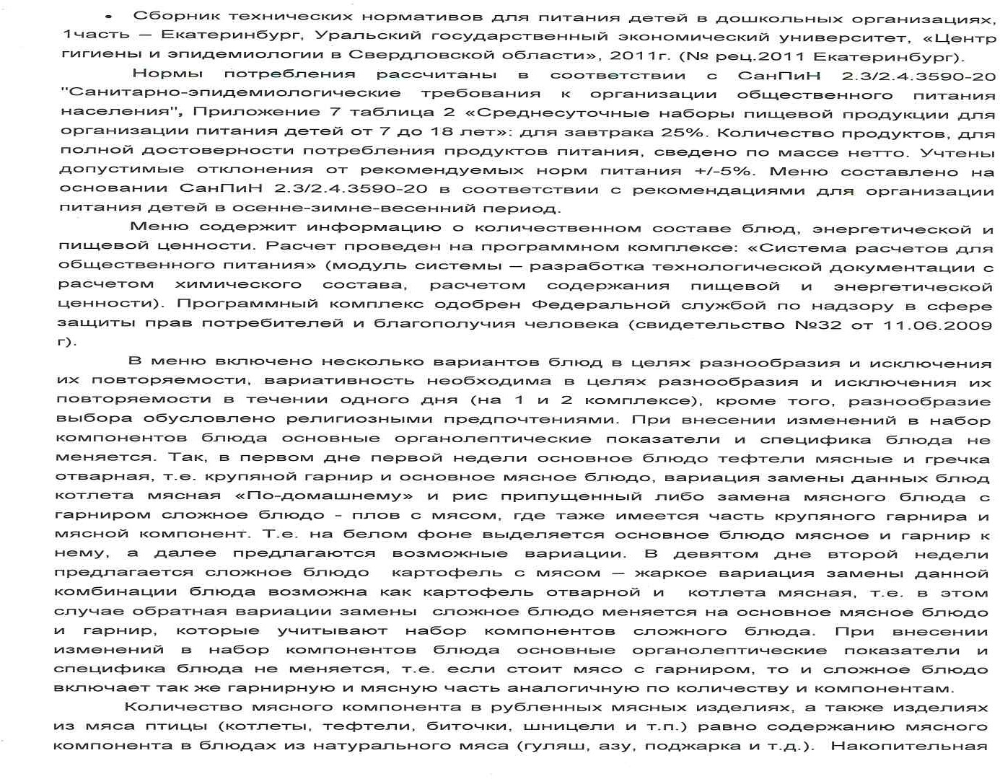 • Сборник технических нормативов для питания детей в дошкольных организациях,
1часть – Екатеринбург, Уральский государственный экономический университет, «Центр
гигиены и эпидемиологии в Свердловской области», 2011г. (№ рец.2011 Екатеринбург).
Нормы потребления рассчитаны в соответствии с СанПиН 2.3/2.4.3590-20
"Санитарно-эпидемиологические требования к организации общественного питания
населения", Приложение 7 таблица 2 «Среднесуточные наборы пищевой продукции для
организации питания детей от 7 до 18 лет»: для завтрака 25%. Количество продуктов, для
полной достоверности потребления продуктов питания, сведено по массе нетто. Учтены
допустимые отклонения от рекомендуемых норм питания +/-5%. Меню составлено на
основании СанПиН 2.3/2.4.3590-20 в соответствии с рекомендациями для организации
питания детей в осенне-зимне-весенний период.
Меню содержит информацию о количественном составе блюд, энергетической и
пищевой ценности. Расчет проведен на программном комплексе: «Система расчетов для
общественного питания» (модуль системы – разработка технологической документации с
расчетом химического состава, расчетом содержания пищевой и энергетической
ценности). Программный комплекс одобрен Федеральной службой по надзору в сфере
защиты прав потребителей и благополучия человека (свидетельство №32 от 11.06.2009
г).
В меню включено несколько вариантов блюд в целях разнообразия и исключения
их повторяемости, вариативность необходима в целях разнообразия и исключения их
повторяемости в течении одного дня (на 1 и 2 комплексе), кроме того, разнообразие
выбора обусловлено религиозными предпочтениями. При внесении изменений в набор
компонентов блюда основные органолептические показатели и специфика блюда не
меняется. Так, в первом дне первой недели основное блюдо тефтели мясные и гречка
отварная, т.е. крупяной гарнир и основное мясное блюдо, вариация замены данных блюд
котлета мясная «По-домашнему» и рис припущенный либо замена мясного блюда с
гарниром сложное блюдо - плов с мясом, где таже имеется часть крупяного гарнира и
мясной компонент. Т.е. на белом фоне выделяется основное блюдо мясное и гарнир к
нему, а далее предлагаются возможные вариации. В девятом дне второй недели
предлагается сложное блюдо картофель с мясом – жаркое вариация замены данной
комбинации блюда возможна как картофель отварной и котлета мясная, т.е. в этом
случае обратная вариации замены сложное блюдо меняется на основное мясное блюдо
и гарнир, которые учитывают набор компонентов сложного блюда. При внесении
изменений в набор компонентов блюда основные органолептические показатели и
специфика блюда не меняется, т.е. если стоит мясо с гарниром, то и сложное блюдо
включает так же гарнирную и мясную часть аналогичную по количеству и компонентам.
Количество мясного компонента в рубленных мясных изделиях, а также изделиях
из мяса птицы (котлеты, тефтели, биточки, шницели и т.п.) равно содержанию мясного
компонента в блюдах из натурального мяса (гуляш, азу, поджарка и т.д.). Накопительная